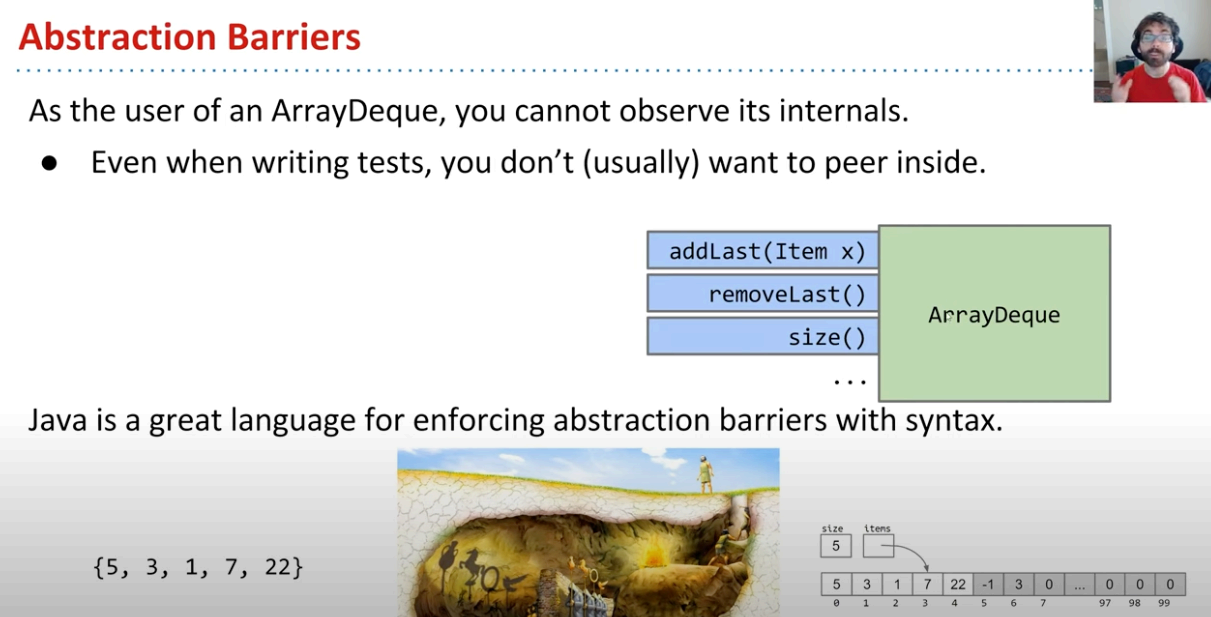 Abstraction Barriers
As the user of an ArrayDeque, you cannot observe its internals.
● Even when writing tests, you don't (usually) want to peer inside.
addLast(Item x)
removeLast()
size()
...
ArrayDeque
Java is a great language for enforcing abstraction barriers with syntax.
{5, 3, 1, 7, 22}
size items
5
5 3 1 7 22 -1 3 0 ... 0 0 0
0 1 2 3 4 5 6 7 97 98 99